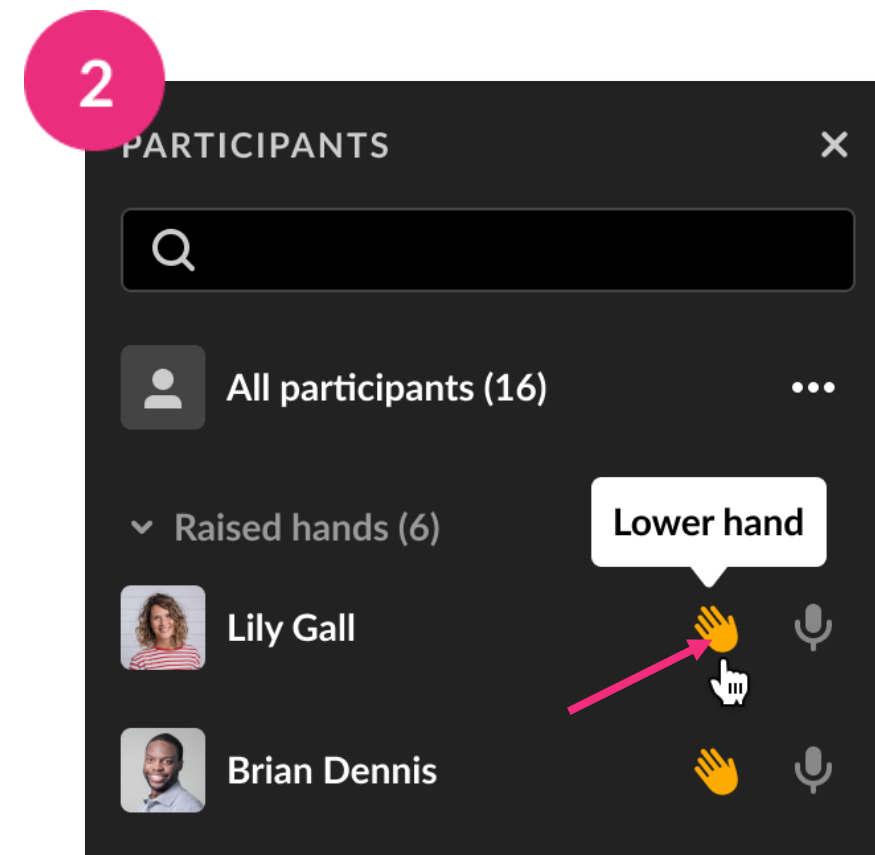 2
PARTICIPANTS
All participants (16)
Raised hands (6)
Lower hand
Lily Gall
Brian Dennis